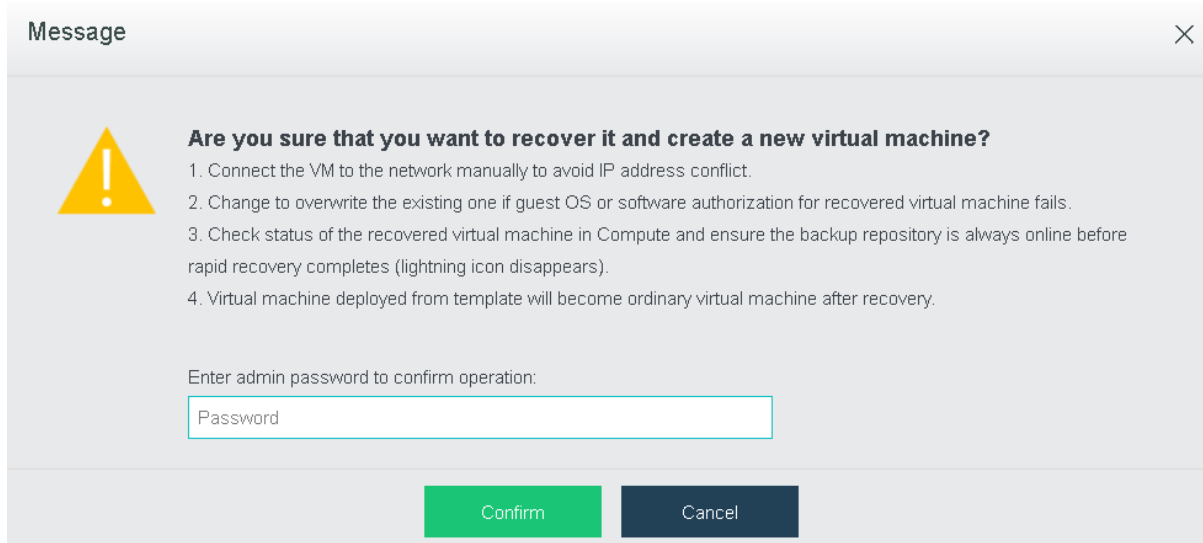 Message
Are you sure that you want to recover it and create a new virtual machine?
1. Connect the VM to the network manually to avoid IP address conflict.
2. Change to overwrite the existing one if guest OS or software authorization for recovered virtual machine fails.
3. Check status of the recovered virtual machine in Compute and ensure the backup repository is always online before
rapid recovery completes (lightning icon disappears).
4. Virtual machine deployed from template will become ordinary virtual machine after recovery.
Enter admin password to confirm operation:
Password
Confirm
Cancel